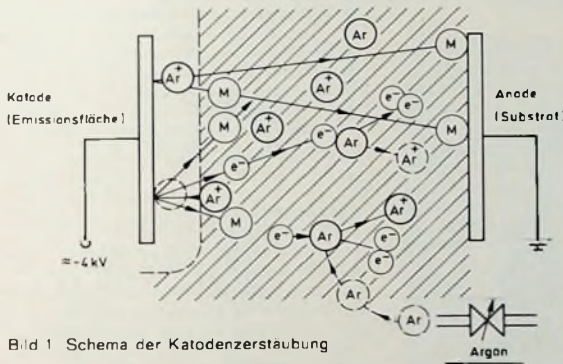 Katode
(Emissionsfläche)
≈-4kV
Ar
Ar+
M
Ar+
M
M
Ar+
e-
e-
e-
e-
Ar
M
Ar+
Ar+
M
e-
Ar
Ar+
e-
e-
Ar
Ar
Anode
(Substrat)
Argon
Bild 1 Schema der Katodenzerstäubung